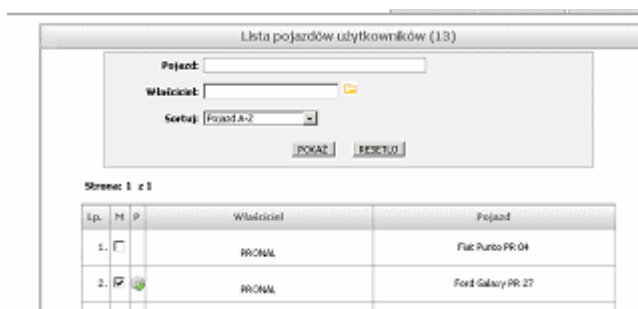 Lista pojazdów użytkowników (13)
Pojazd:
Właściciel:
Sortuj: Pojazd A-Z
POKAŻ RESETUJ
Strona: 1 z 1
Lp. M P Właściciel Pojazd
1. PRONAL Fiat Punto PR 04
2. PRONAL Ford Galaxy PR 27